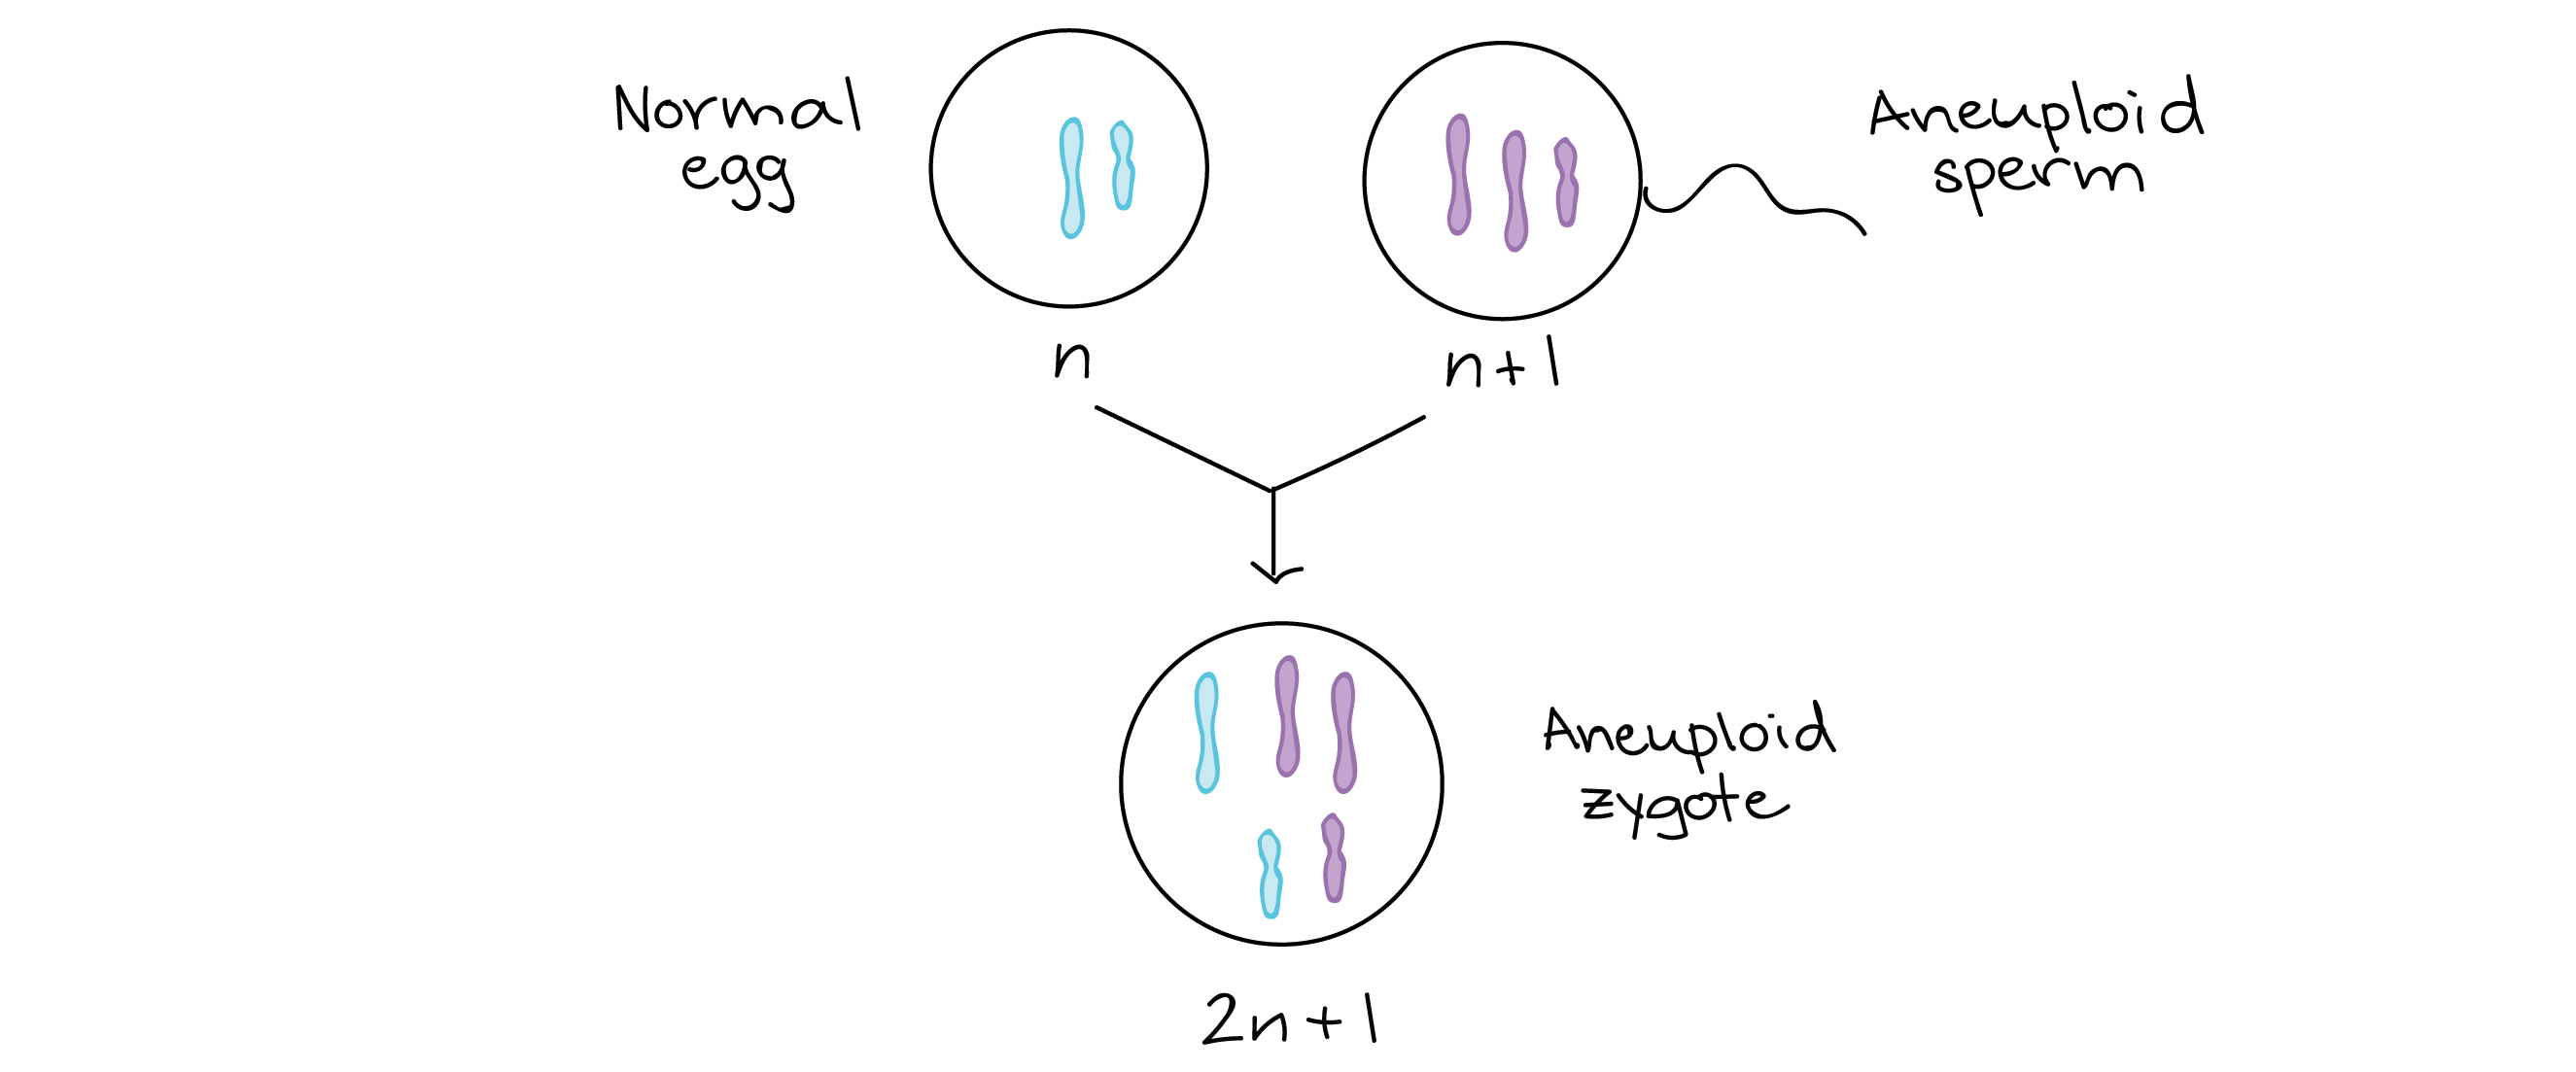 Normal
egg
Aneuploid
sperm
n
n+1
Aneuploid
zygote
2n+1